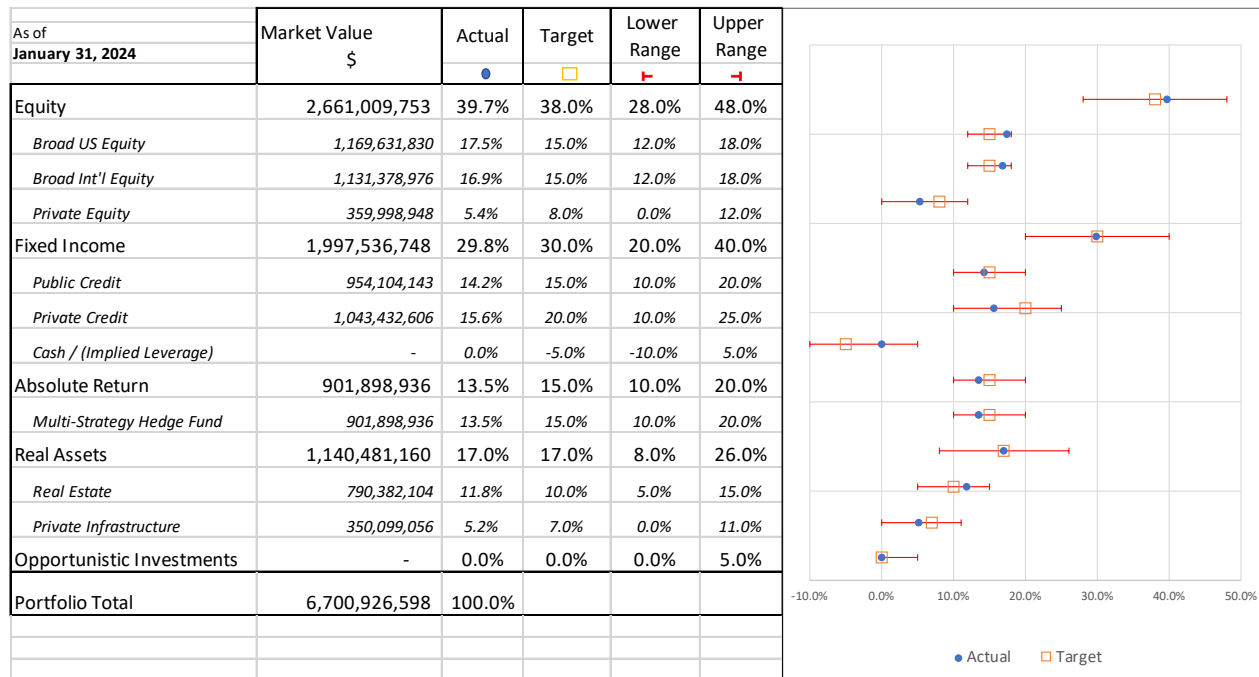 As of
January 31, 2024
Market Value
$
Actual
Target
Lower
Range
Upper
Range
Equity 2,661,009,753 39.7% 38.0% 28.0% 48.0%
Broad US Equity 1,169,631,830 17.5% 15.0% 12.0% 18.0%
Broad Int'l Equity 1,131,378,976 16.9% 15.0% 12.0% 18.0%
Private Equity 359,998,948 5.4% 8.0% 0.0% 12.0%
Fixed Income 1,997,536,748 29.8% 30.0% 20.0% 40.0%
Public Credit 954,104,143 14.2% 15.0% 10.0% 20.0%
Private Credit 1,043,432,606 15.6% 20.0% 10.0% 25.0%
Cash / (Implied Leverage) - 0.0% -5.0% -10.0% 5.0%
Absolute Return 901,898,936 13.5% 15.0% 10.0% 20.0%
Multi-Strategy Hedge Fund 901,898,936 13.5% 15.0% 10.0% 20.0%
Real Assets 1,140,481,160 17.0% 17.0% 8.0% 26.0%
Real Estate 790,382,104 11.8% 10.0% 5.0% 15.0%
Private Infrastructure 350,099,056 5.2% 7.0% 0.0% 11.0%
Opportunistic Investments - 0.0% 0.0% 0.0% 5.0%
Portfolio Total 6,700,926,598 100.0%
-10.0% 0.0% 10.0% 20.0% 30.0% 40.0% 50.0%
Actual Target